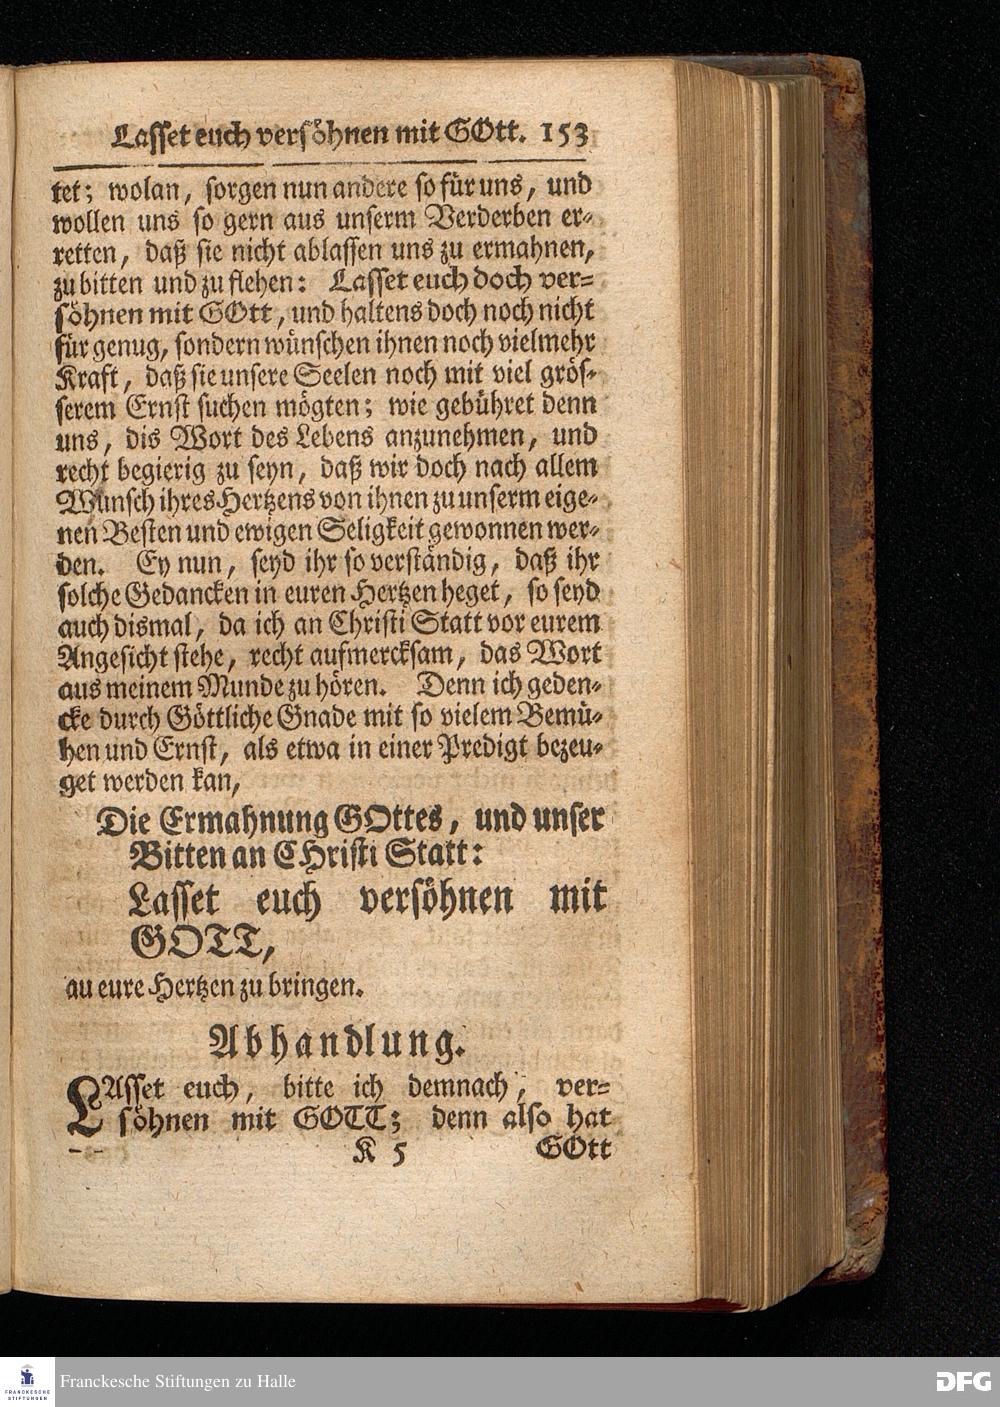 Lasset euch versöhnen mit GOtt. 153
tet; wolan, sorgen nun andere so für uns, und
wollen uns so gern aus unserm Verderben er-
retten, daß sie nicht ablassen uns zu ermahnen,
zu bitten und zu flehen: Lasset euch doch ver-
söhnen mit GOtt, und haltens doch noch nicht
für genug, sondern wünschen ihnen noch vielmehr
Kraft, daß sie unsere Seelen noch mit viel grös-
serem Ernst suchen mögten; wie gebühret denn
uns, dis Wort des Lebens anzunehmen, und
recht begierig zu seyn, daß wir doch nach allem
Wunsch ihres Hertzens von ihnen zu unserm eige-
nen Besten und ewigen Seligkeit gewonnen wer-
den. Ey nun, seyd ihr so verständig, daß ihr
solche Gedancken in euren Hertzen heget, so seyd
auch dismal, da ich an Christi Statt vor eurem
Angesicht stehe, recht aufmercksam, das Wort
aus meinem Munde zu hören. Denn ich geden-
cke durch Göttliche Gnade mit so vielem Bemü-
hen und Ernst, als etwa in einer Predigt bezeu-
get werden kan,
Die Ermahnung GOttes, und unser
Bitten an CHristi Statt:
Lasset euch versöhnen mit
GOTT,
au eure Hertzen zu bringen.
Abhandlung.
LAsset euch, bitte ich demnach, ver-
söhnen mit GOTT; denn also hat
K 5 GOtt
FRANCKESCHE
STIFTUNGEN
Franckesche Stiftungen zu Halle
DFG